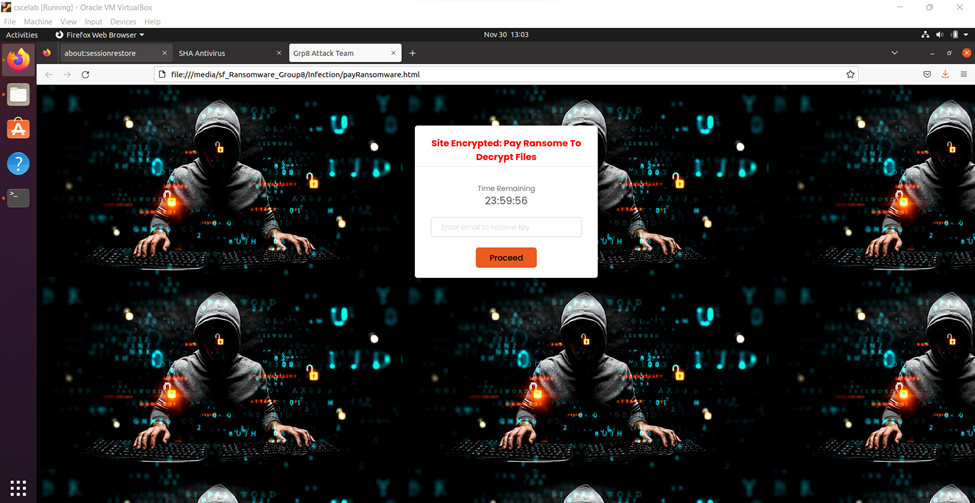 cscelab [Running] - Oracle VM VirtualBox
File Machine View Input Devices Help
Activities Firefox Web Browser Nov 30 13:03
about:sessionrestore SHA Antivirus Grp8 Attack Team
file:///media/sf_Ransomware_Group8/Infection/payRansomware.html
Site Encrypted: Pay Ransome To
Decrypt Files
Time Remaining
23:59:56
Enter email to recieve key
Proceed